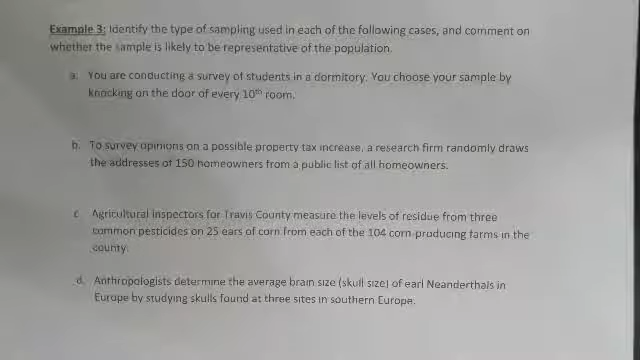 Example 3: Identify the type of sampling used in each of the following cases, and comment on
whether the sample is likely to be representative of the population.
a. You are conducting a survey of students in a dormitory. You choose your sample by
knocking on the door of every 10th room.
b. To survey opinions on a possible property tax increase, a research firm randomly draws
the addresses of 150 homeowners from a public list of all homeowners.
c. Agricultural inspectors for Travis County measure the levels of residue from three
common pesticides on 25 ears of corn from each of the 104 corn-producing farms in the
county.
d. Anthropologists determine the average brain size (skull size) of earl Neanderthals in
Europe by studying skulls found at three sites in southern Europe.